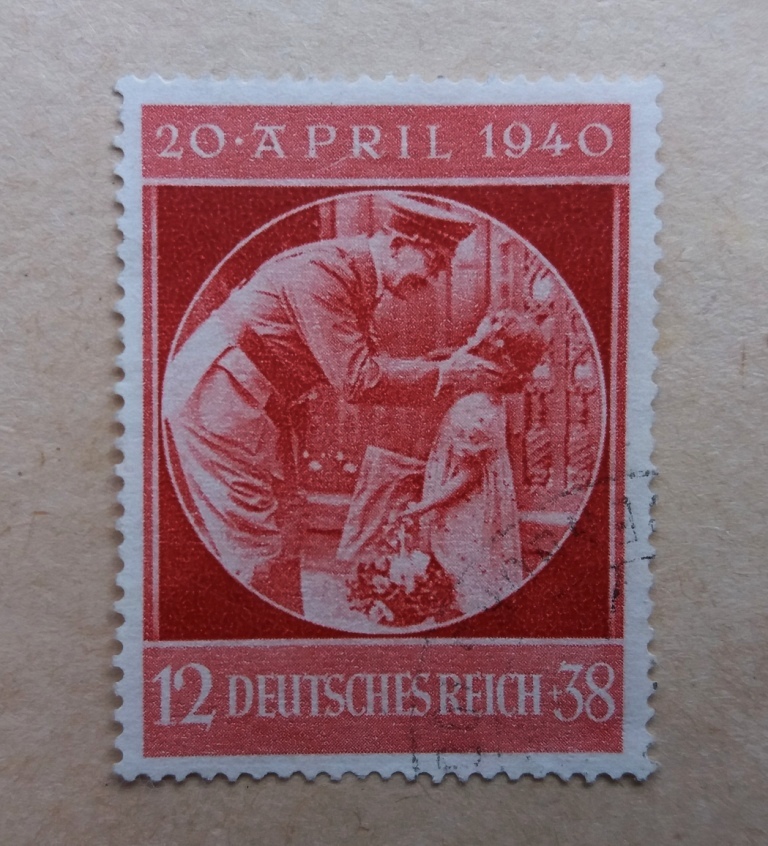 20·APRIL 1940
12 DEUTSCHES REICH +38